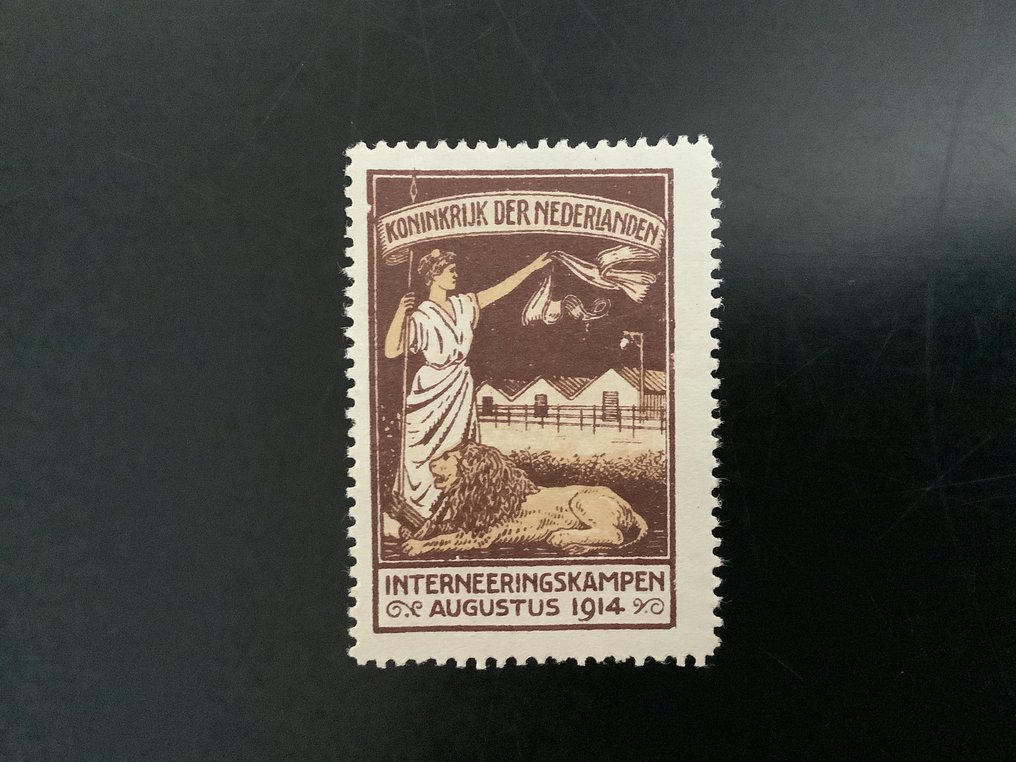 KONINKRIJK DER NEDERLANDEN
INTERNEERINGSKAMPEN
AUGUSTUS 1914